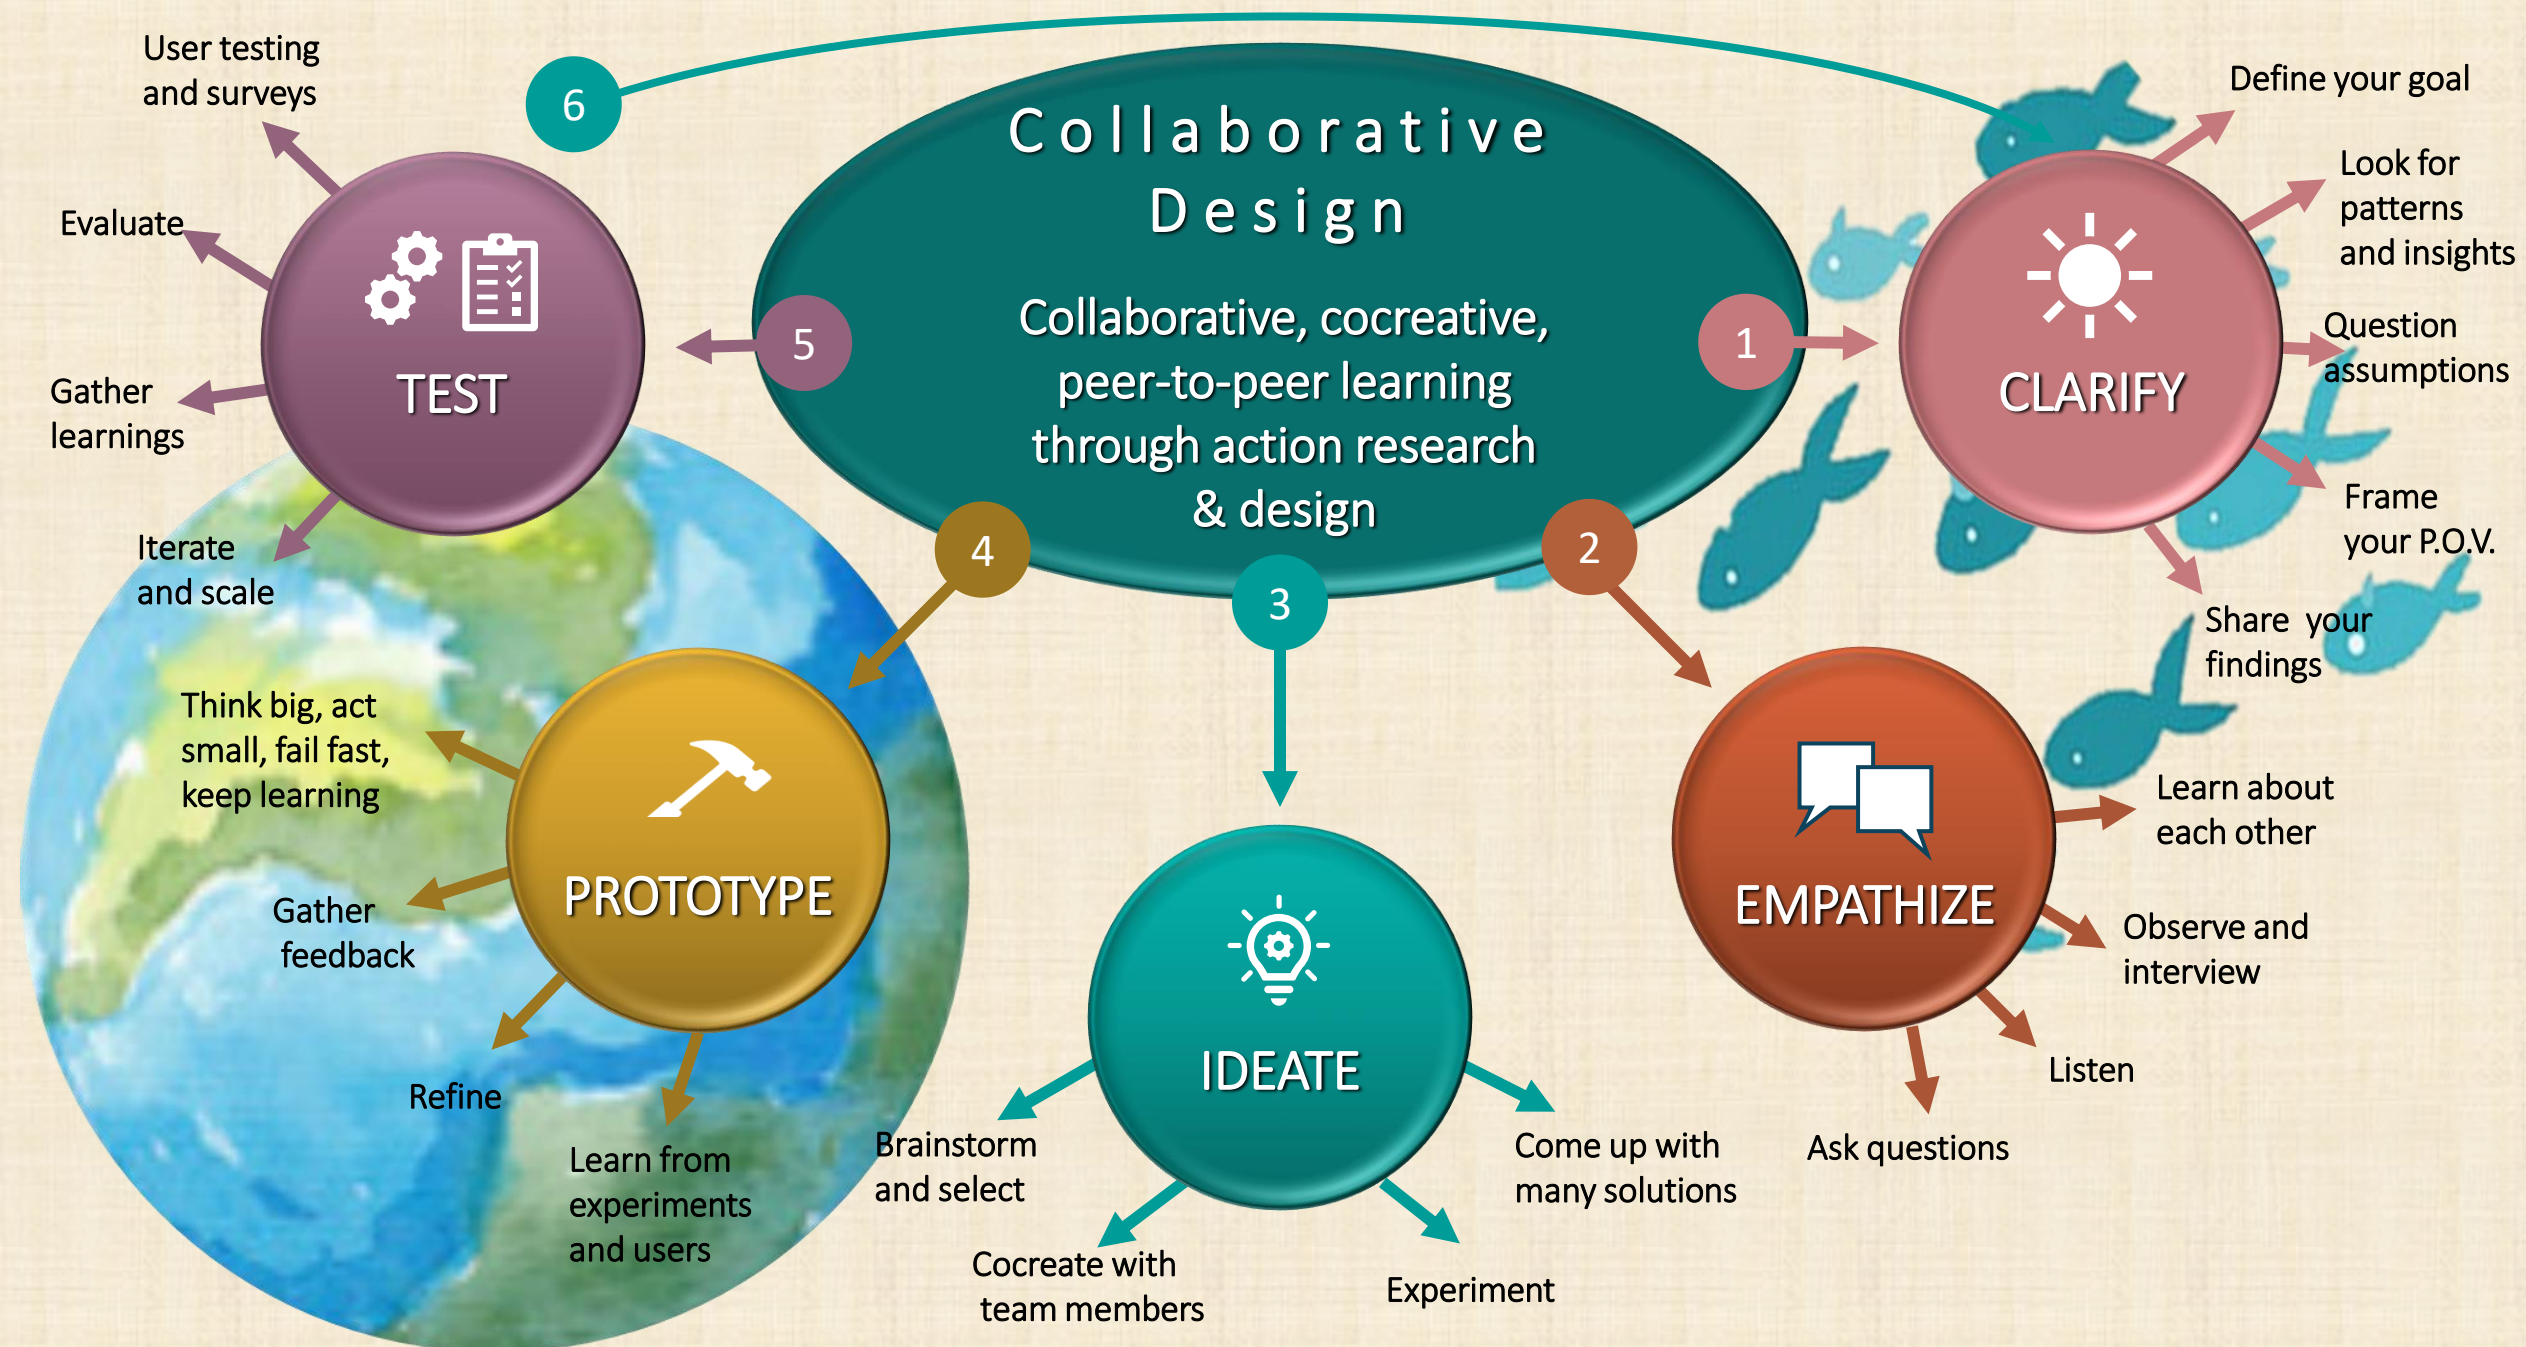 Collaborative
Design
Collaborative, cocreative,
peer-to-peer learning
through action research
& design
1
CLARIFY
Define your goal
Look for
patterns
and insights
Question
assumptions
Frame
your P.O.V.
Share your
findings
2
EMPATHIZE
Learn about
each other
Observe and
interview
Listen
Ask questions
3
IDEATE
Come up with
many solutions
Experiment
Cocreate with
team members
Brainstorm
and select
4
PROTOTYPE
Think big, act
small, fail fast,
keep learning
Gather
feedback
Refine
Learn from
experiments
and users
5
TEST
User testing
and surveys
Evaluate
Gather
learnings
Iterate
and scale
6